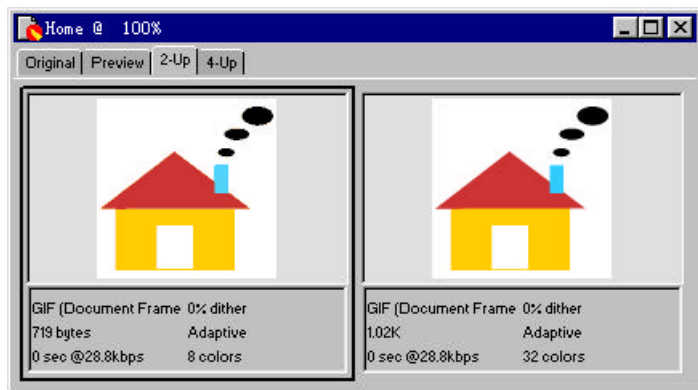 Home @ 100%
Original Preview 2-Up 4-Up
GIF (Document Frame 0% dither
719 bytes Adaptive
0 sec @28.8kbps 8 colors
GIF (Document Frame 0% dither
1.02K Adaptive
0 sec @28.8kbps 32 colors